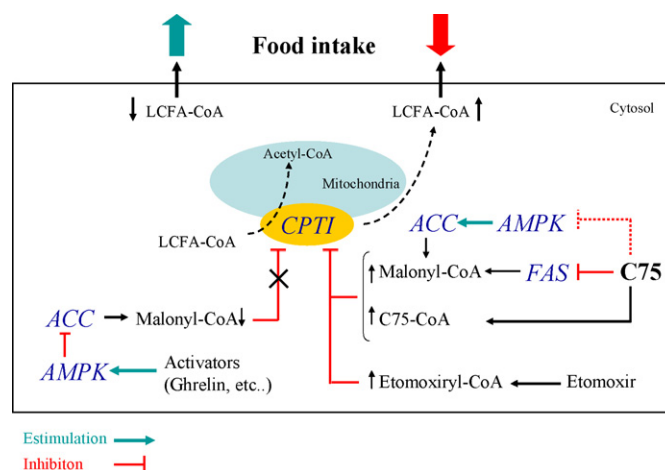 Food intake
LCFA-CoA
LCFA-CoA
Cytosol
Acetyl-CoA
Mitochondria
CPTI
LCFA-CoA
ACC
AMPK
Malonyl-CoA
FAS
C75
ACC
Malonyl-CoA
C75-CoA
AMPK
Activators
(Ghrelin, etc..)
Etomoxiryl-CoA
Etomoxir
Estimulation
Inhibiton